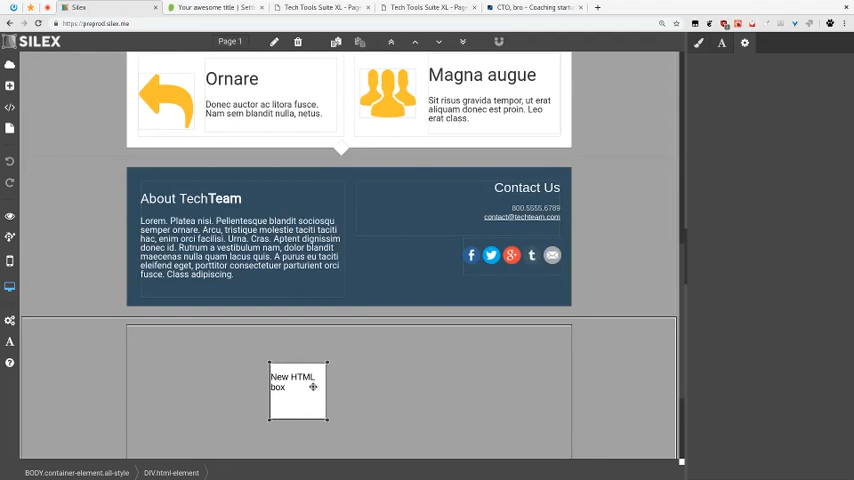 Silex
Your awesome title | Sett
Tech Tools Suite XL - Page
Tech Tools Suite XL - Page
CTO, bro – Coaching startu
https://preprod.silex.me
SILEX
Page 1
Ornare
Donec auctor ac litora fusce.
Nam sem blandit nulla, netus.
Magna augue
Sit risus gravida tempor, ut erat
aliquam donec est proin. Leo
erat class.
About TechTeam
Lorem. Platea nisi. Pellentesque blandit sociosqu
semper ornare. Arcu, tristique molestie taciti taciti
hac, enim orci facilisi. Urna. Cras. Aptent dignissim
donec id. Rutrum a vestibulum nam, dolor blandit
maecenas nulla quam lacus quis. A purus eu taciti
eleifend eget, porttitor consectetuer parturient orci
fusce. Class adipiscing.
Contact Us
800.5555.6789
contact@techteam.com
New HTML
box
BODY.container-element.all-style
DIV.html-element